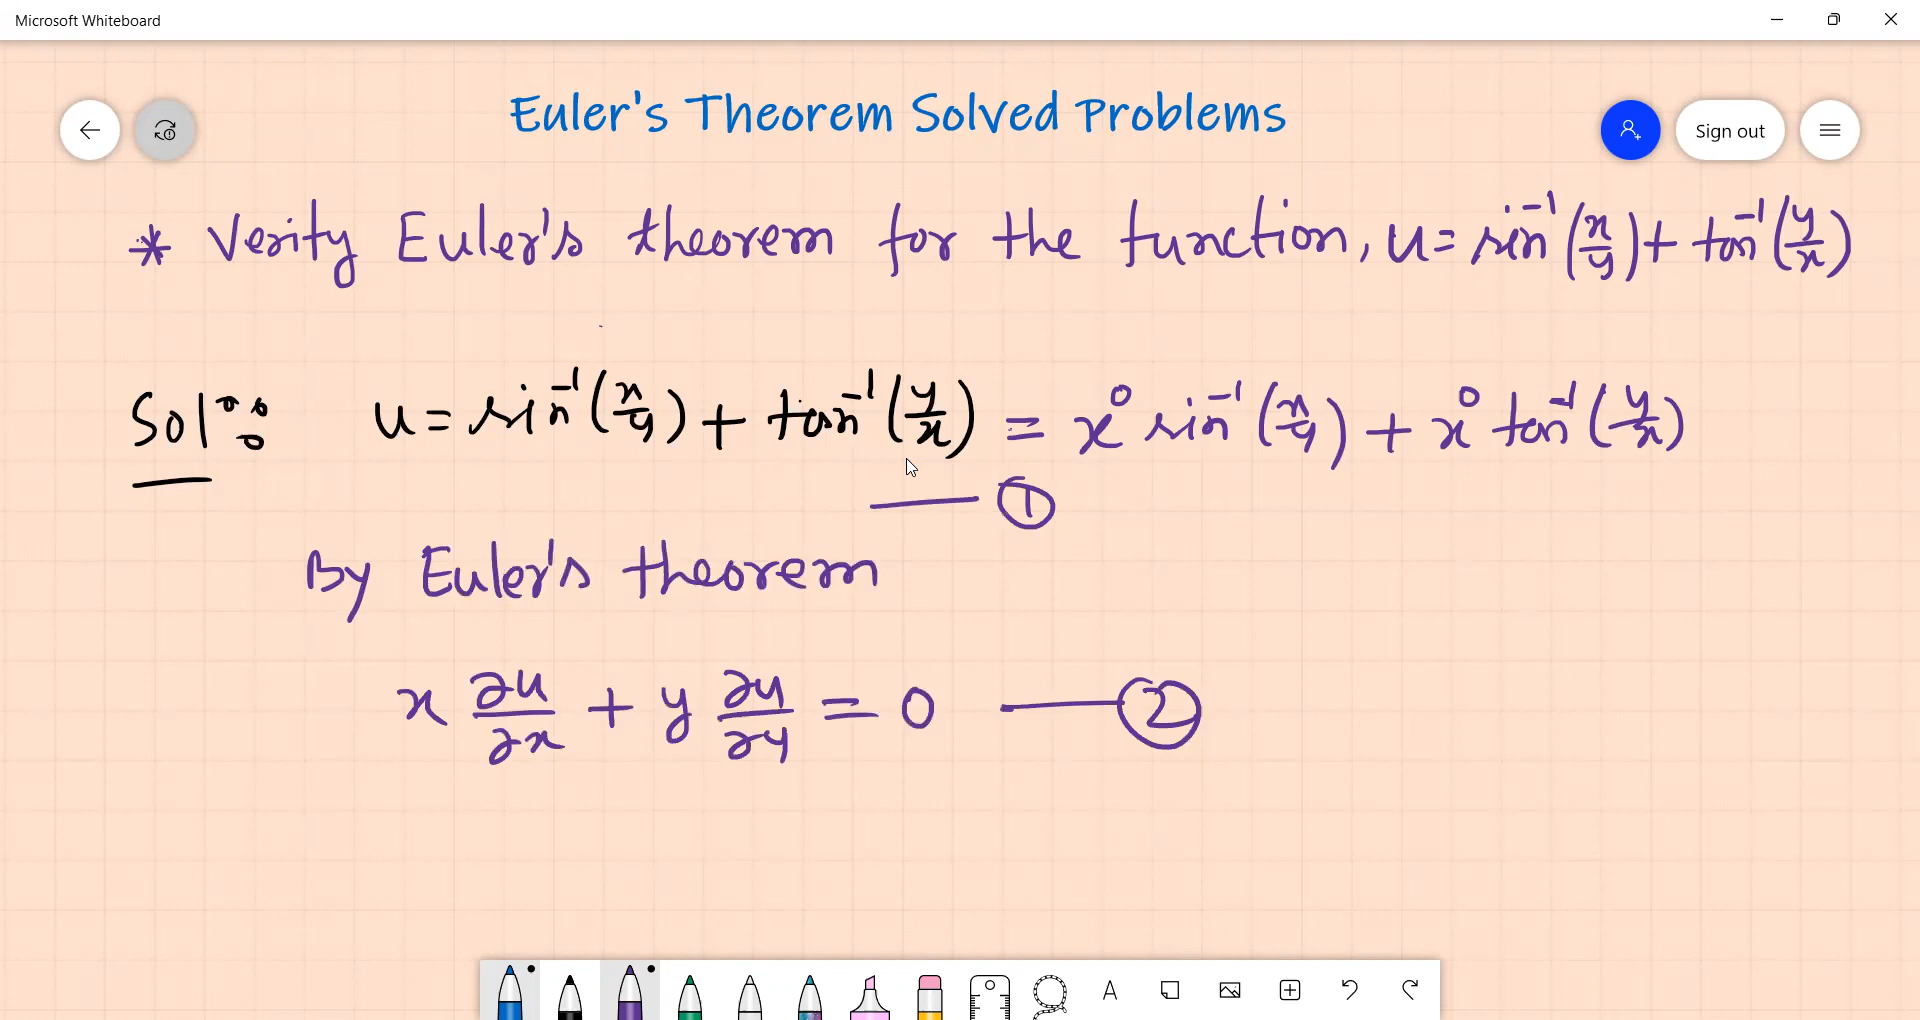 Microsoft Whiteboard
Euler's Theorem Solved Problems
Sign out
* Verify Euler's theorem for the function, u = sin⁻¹(x/y) + tan⁻¹(y/x)
Sol: u = sin⁻¹(x/y) + tan⁻¹(y/x) = x⁰ sin⁻¹(x/y) + x⁰ tan⁻¹(y/x)
—— ①
By Euler's theorem
x ∂u/∂x + y ∂u/∂y = 0 —— ②
A